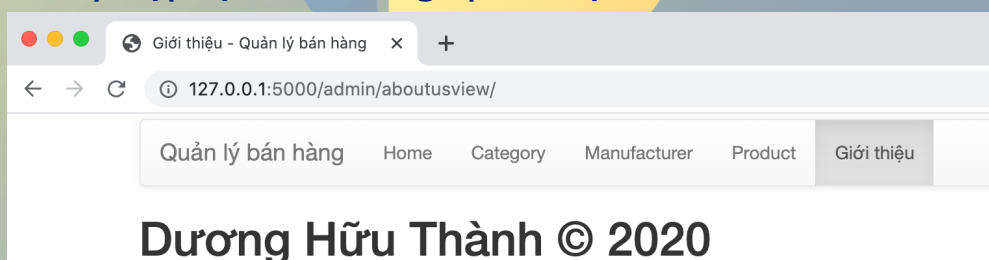 Giới thiệu - Quản lý bán hàng
127.0.0.1:5000/admin/aboutusview/
Quản lý bán hàng Home Category Manufacturer Product Giới thiệu
Dương Hữu Thành © 2020